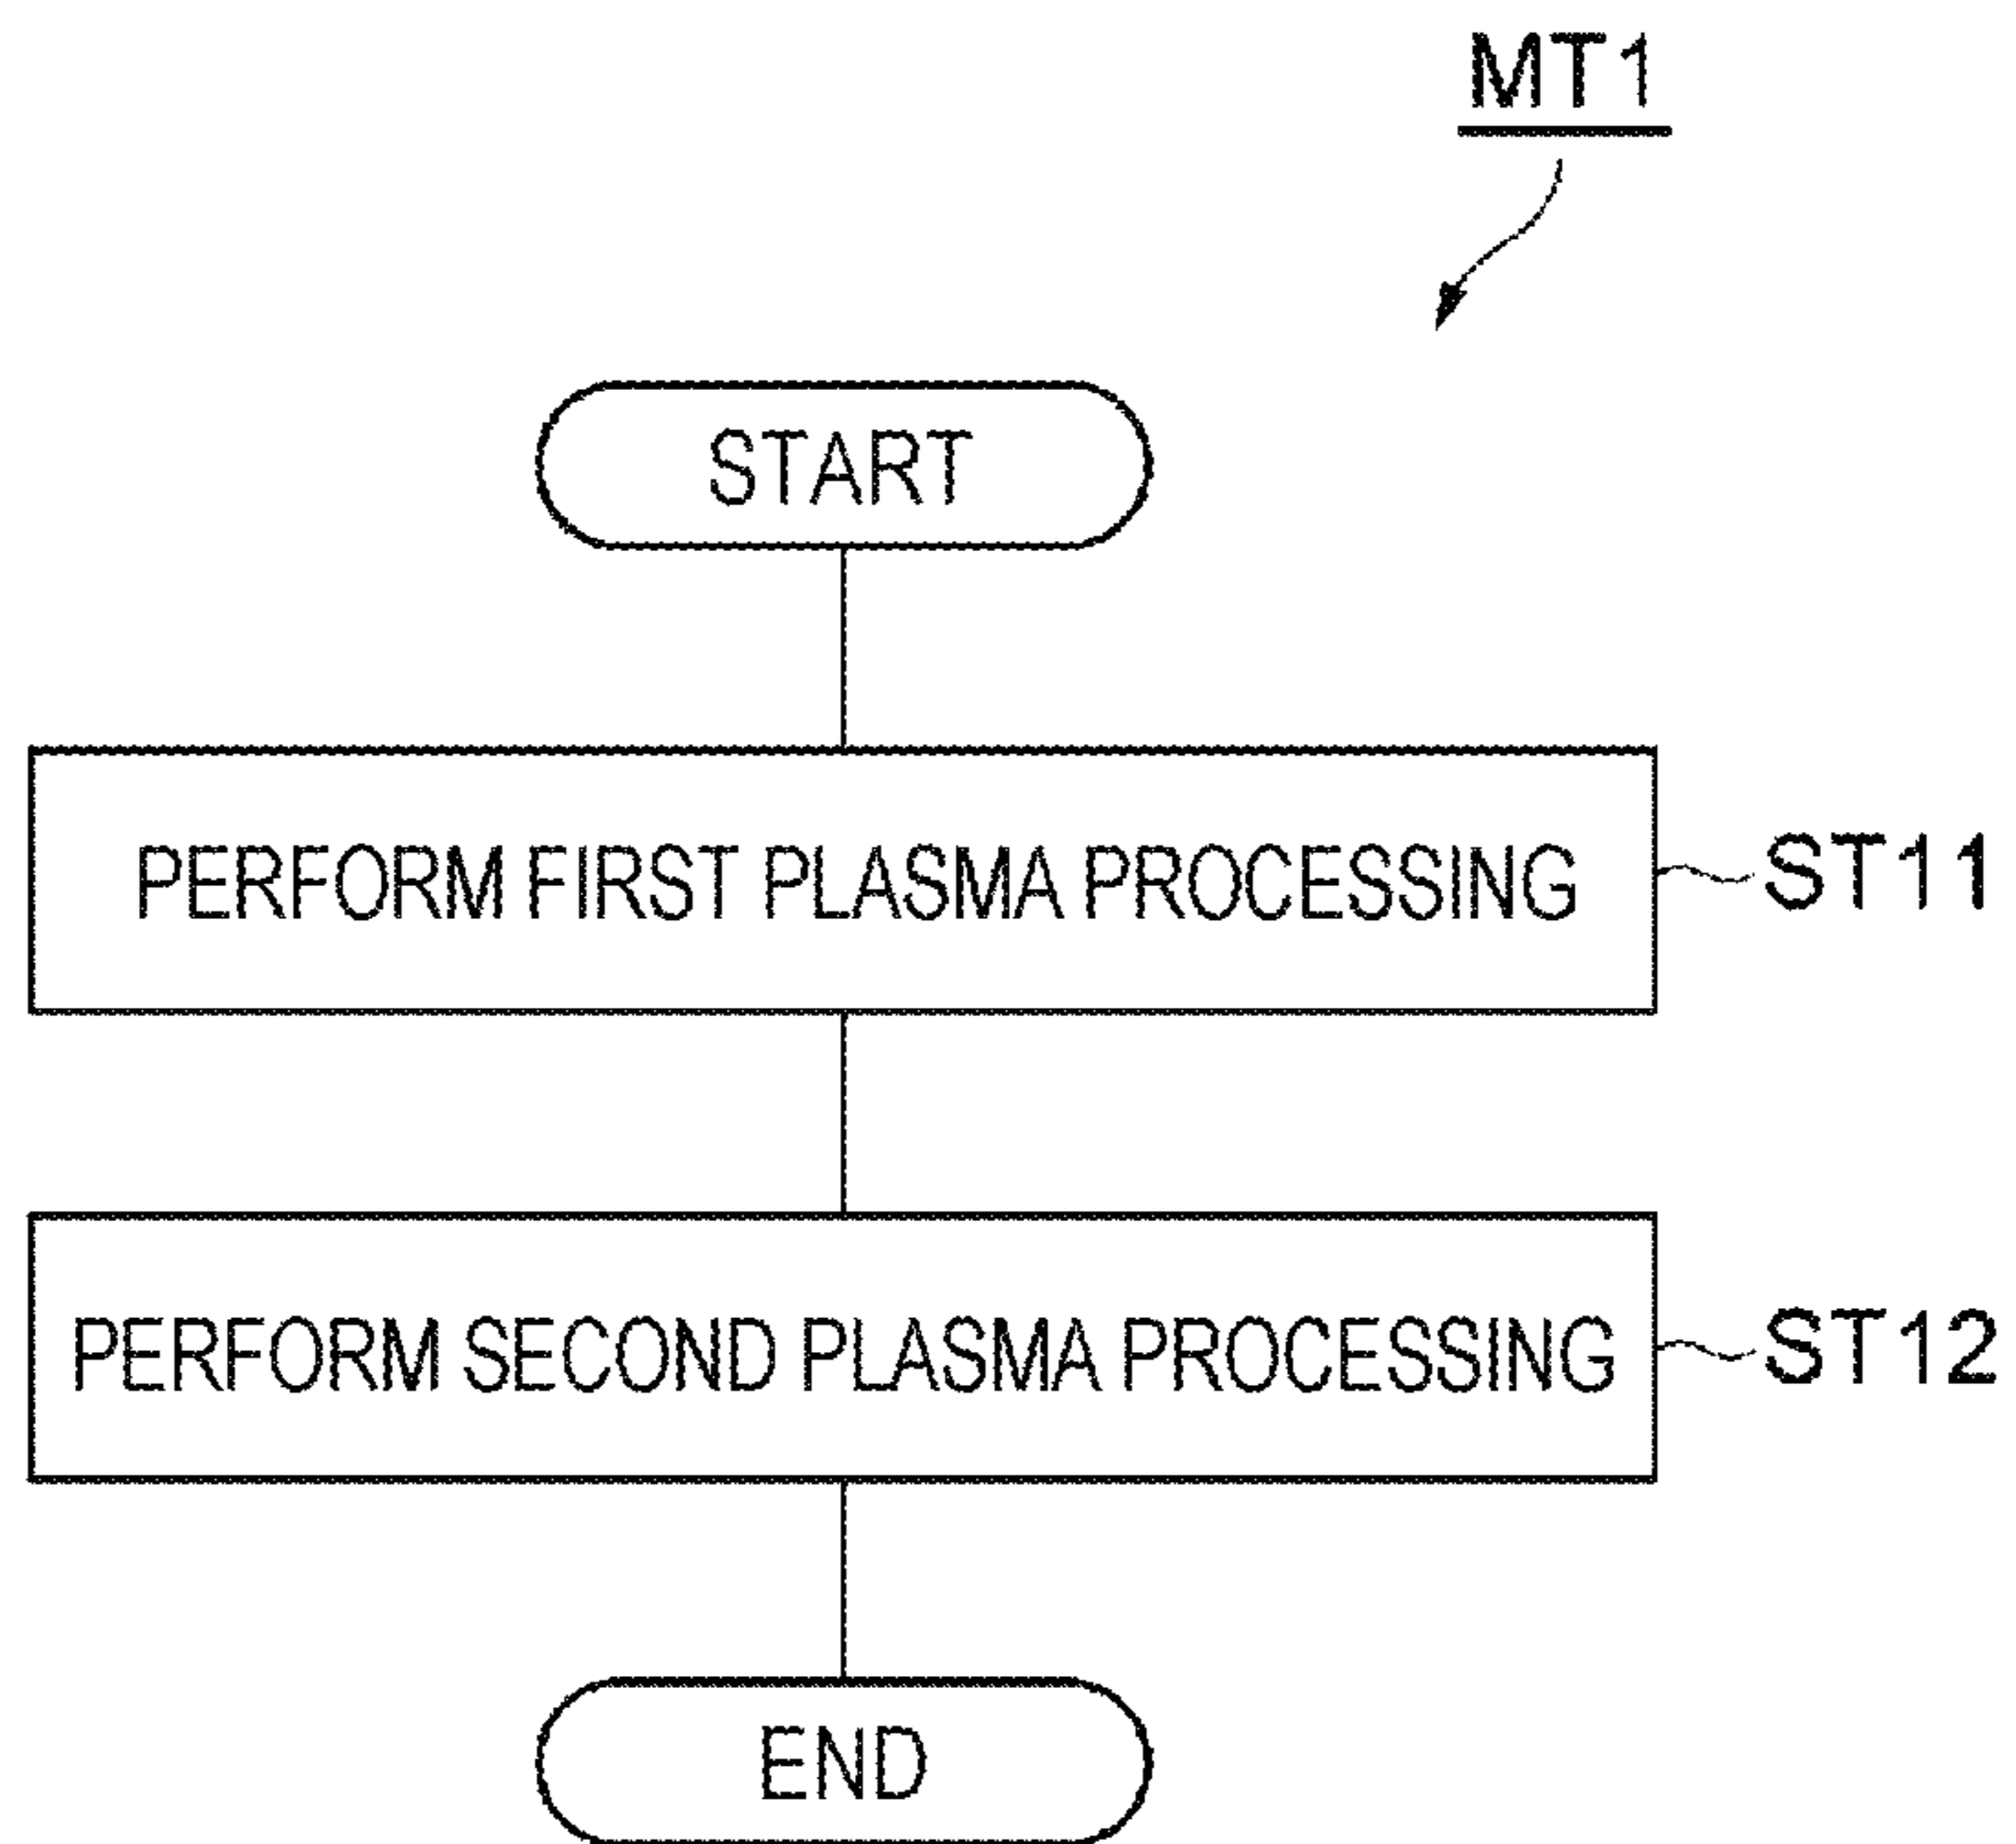 MT1
START
PERFORM FIRST PLASMA PROCESSING
ST11
PERFORM SECOND PLASMA PROCESSING
ST12
END